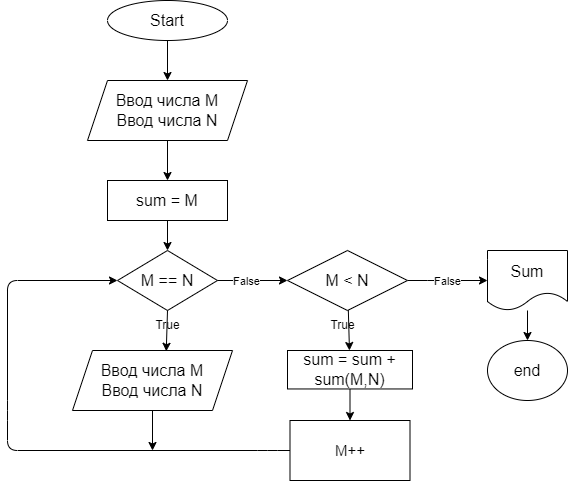 Start
Ввод числа M
Ввод числа N
sum = M
M == N
False
M < N
False
Sum
True
True
Ввод числа M
Ввод числа N
sum = sum +
sum(M,N)
end
M++